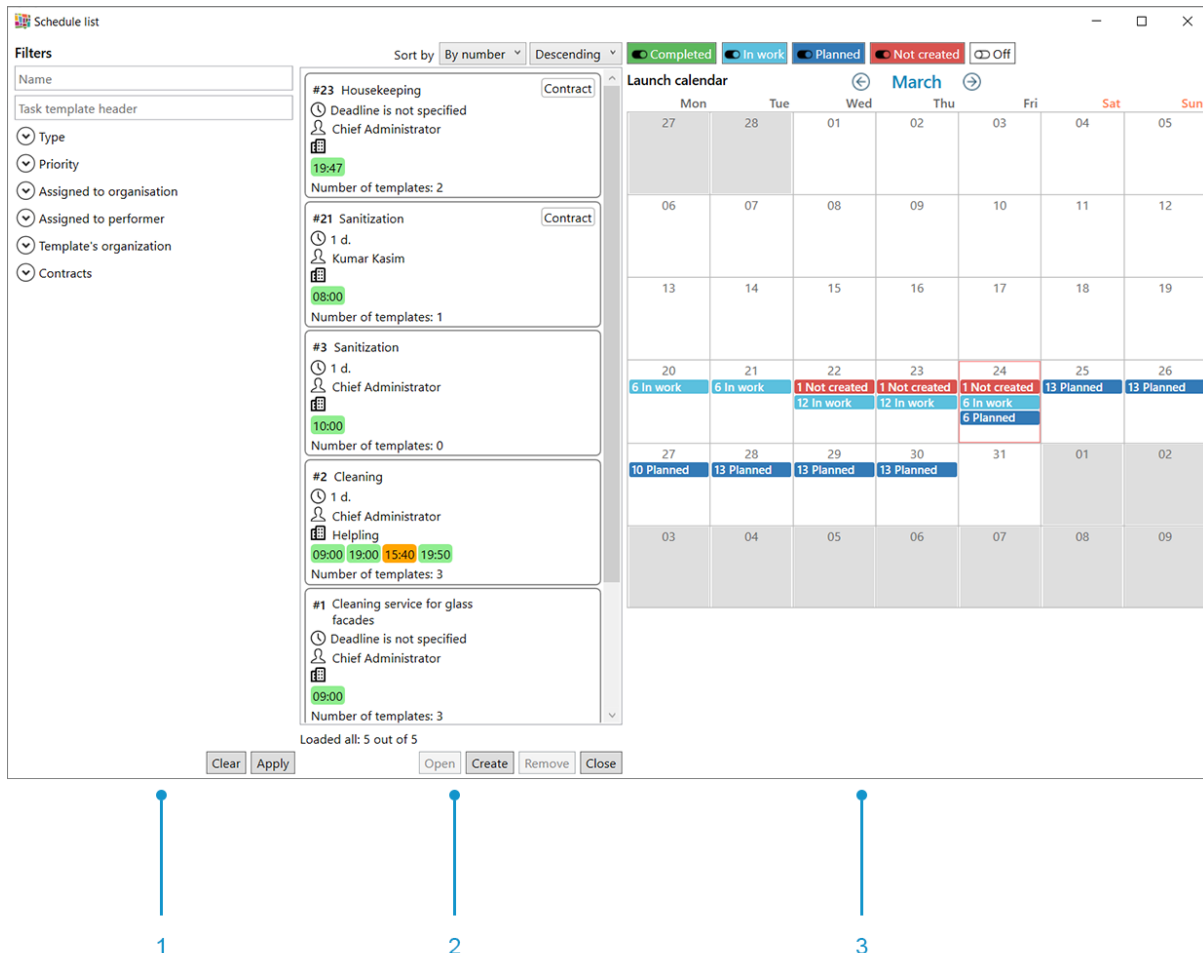 Schedule list
Filters
Name
Task template header
Type
Priority
Assigned to organisation
Assigned to performer
Template's organization
Contracts
Clear Apply
Sort by By number Descending
#23 Housekeeping Contract
Deadline is not specified
Chief Administrator
19:47
Number of templates: 2
#21 Sanitization Contract
1 d.
Kumar Kasim
08:00
Number of templates: 1
#3 Sanitization
1 d.
Chief Administrator
10:00
Number of templates: 0
#2 Cleaning
1 d.
Chief Administrator
Helpling
09:00 19:00 15:40 19:50
Number of templates: 3
#1 Cleaning service for glass
facades
Deadline is not specified
Chief Administrator
09:00
Number of templates: 3
Loaded all: 5 out of 5
Open Create Remove Close
Completed In work Planned Not created Off
Launch calendar March
Mon Tue Wed Thu Fri Sat Sun
27 28 01 02 03 04 05
06 07 08 09 10 11 12
13 14 15 16 17 18 19
20 21 22 23 24 25 26
6 In work 6 In work 1 Not created 1 Not created 1 Not created 13 Planned 13 Planned
12 In work 12 In work 6 In work
6 Planned
27 28 29 30 31 01 02
10 Planned 13 Planned 13 Planned 13 Planned
03 04 05 06 07 08 09
1 2 3